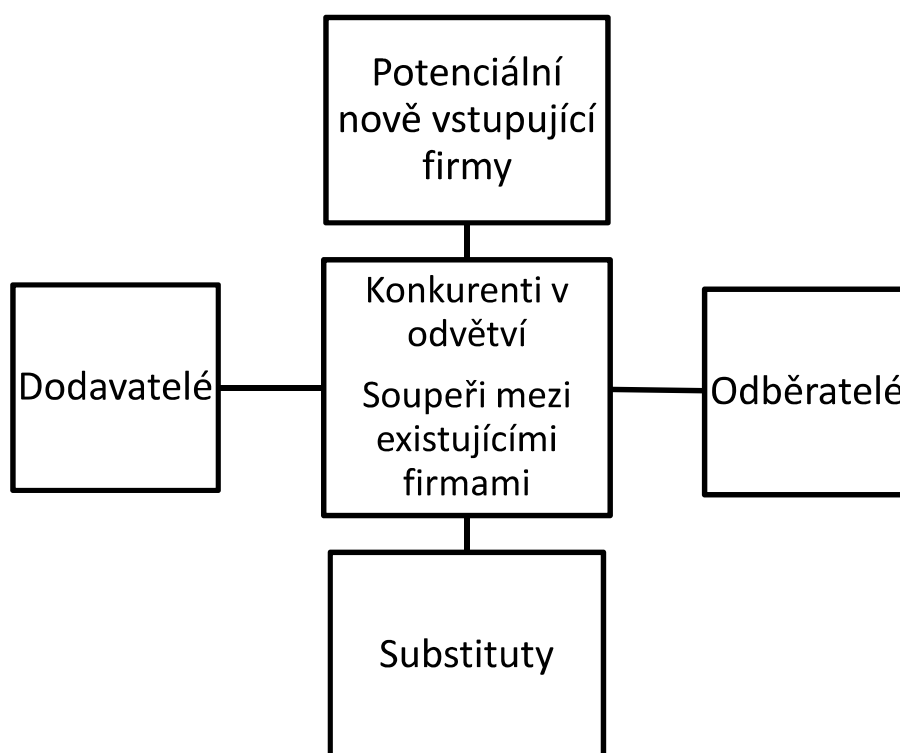 Potenciální
nově vstupující
firmy
Konkurenti v
odvětví
Soupeři mezi
existujícími
firmami
Dodavatelé
Odběratelé
Substituty